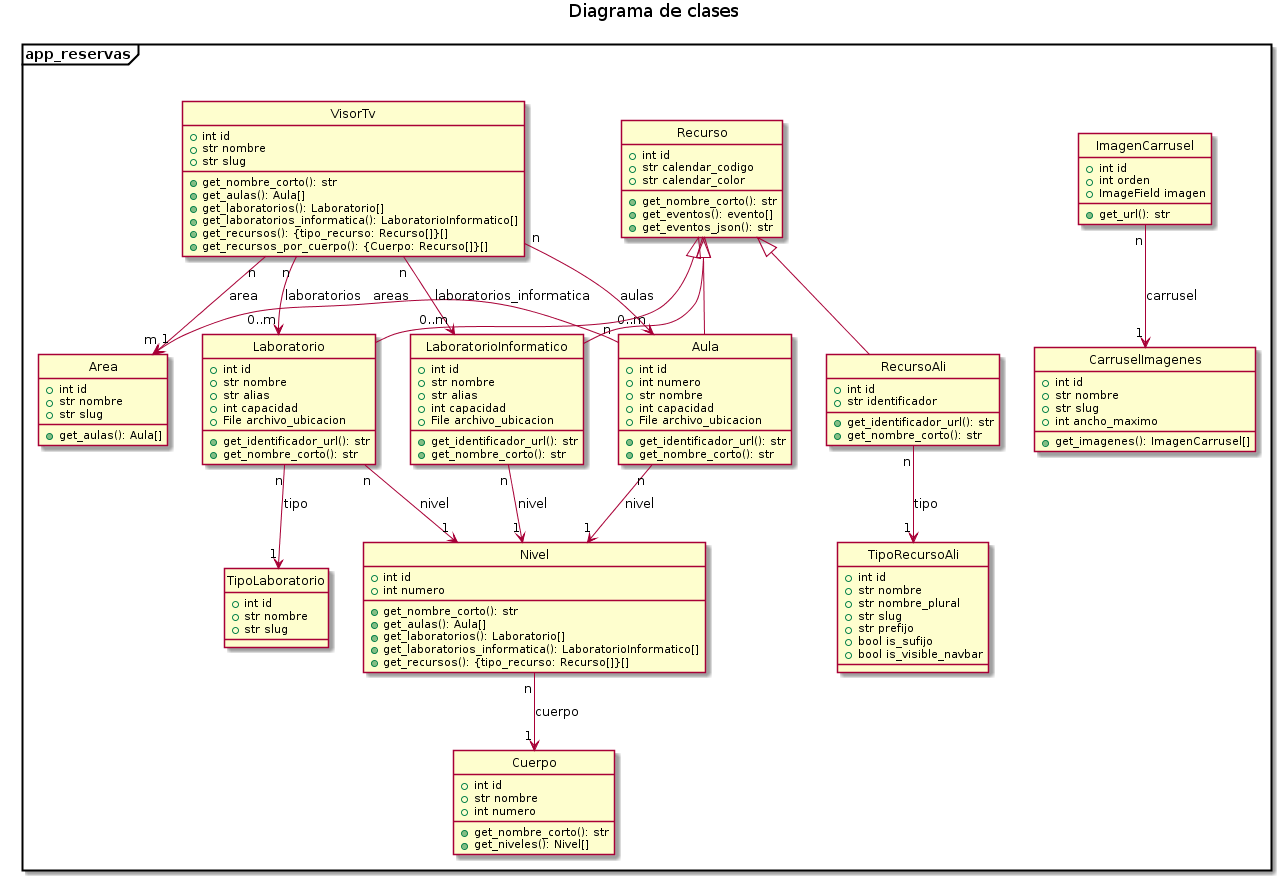 Diagrama de clases
app_reservas
VisorTv
int id
str nombre
str slug
get_nombre_corto(): str
get_aulas(): Aula[]
get_laboratorios(): Laboratorio[]
get_laboratorios_informatica(): LaboratorioInformatico[]
get_recursos(): {tipo_recurso: Recurso[]}[]
get_recursos_por_cuerpo(): {Cuerpo: Recurso[]}[]
Recurso
int id
str calendar_codigo
str calendar_color
get_nombre_corto(): str
get_eventos(): evento[]
get_eventos_json(): str
ImagenCarrusel
int id
int orden
ImageField imagen
get_url(): str
n
n
n
n
n
area
laboratorios
areas
laboratorios_informatica
aulas
carrusel
0..m
0..m
0..m
n
m
1
1
Area
int id
str nombre
str slug
get_aulas(): Aula[]
Laboratorio
int id
str nombre
str alias
int capacidad
File archivo_ubicacion
get_identificador_url(): str
get_nombre_corto(): str
LaboratorioInformatico
int id
str nombre
str alias
int capacidad
File archivo_ubicacion
get_identificador_url(): str
get_nombre_corto(): str
Aula
int id
int numero
str nombre
int capacidad
File archivo_ubicacion
get_identificador_url(): str
get_nombre_corto(): str
RecursoAli
int id
str identificador
get_identificador_url(): str
get_nombre_corto(): str
CarruselImagenes
int id
str nombre
str slug
int ancho_maximo
get_imagenes(): ImagenCarrusel[]
n
n
n
n
n
tipo
nivel
nivel
nivel
tipo
1
1
1
1
1
TipoLaboratorio
int id
str nombre
str slug
Nivel
int id
int numero
get_nombre_corto(): str
get_aulas(): Aula[]
get_laboratorios(): Laboratorio[]
get_laboratorios_informatica(): LaboratorioInformatico[]
get_recursos(): {tipo_recurso: Recurso[]}[]
TipoRecursoAli
int id
str nombre
str nombre_plural
str slug
str prefijo
bool is_sufijo
bool is_visible_navbar
n
cuerpo
1
Cuerpo
int id
str nombre
int numero
get_nombre_corto(): str
get_niveles(): Nivel[]